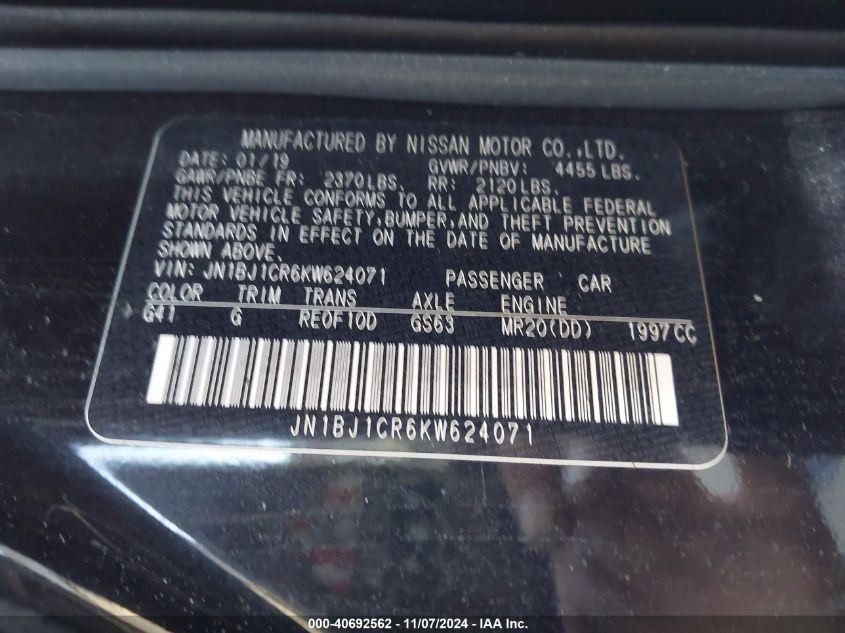 MANUFACTURED BY NISSAN MOTOR CO.,LTD.
DATE: 01/19 GVWR/PNBV: 4455 LBS.
GAWR/PNBE FR: 2370LBS. RR: 2120LBS.
THIS VEHICLE CONFORMS TO ALL APPLICABLE FEDERAL
MOTOR VEHICLE SAFETY,BUMPER,AND THEFT PREVENTION
STANDARDS IN EFFECT ON THE DATE OF MANUFACTURE
SHOWN ABOVE.
VIN: JN1BJ1CR6KW624071 PASSENGER CAR
COLOR TRIM TRANS AXLE ENGINE
G41 G RE0F10D GS63 MR20(DD) 1997CC
JN1BJ1CR6KW624071
000-40692562 — 11/07/2024 — IAA Inc.